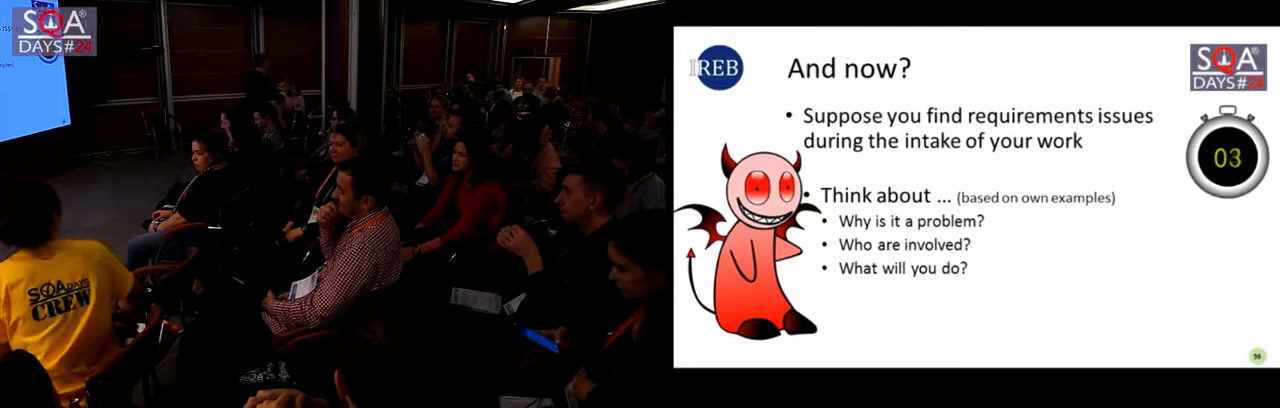 SQA
DAYS#24
SQA DAYS
CREW
SQA
IREB
And now?
SQA
DAYS#24
• Suppose you find requirements issues
during the intake of your work
03
• Think about ... (based on own examples)
• Why is it a problem?
• Who are involved?
• What will you do?
36